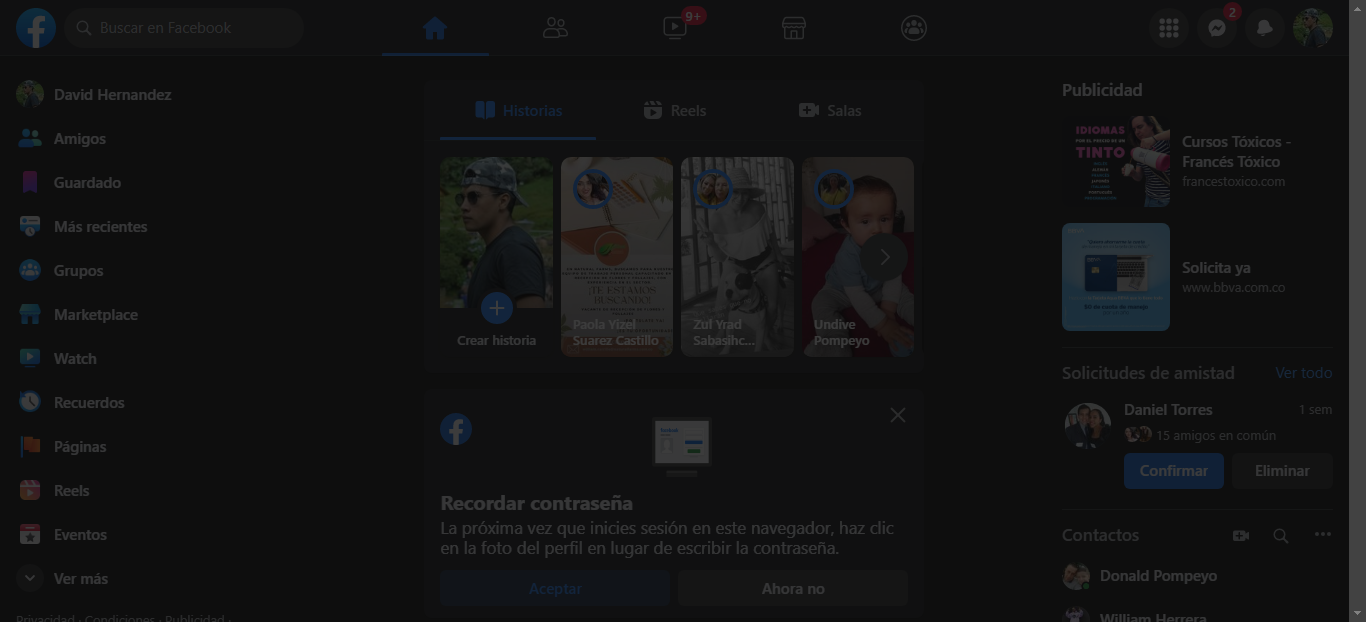 Buscar en Facebook
9+
2
David Hernandez
Amigos
Guardado
Más recientes
Grupos
Marketplace
Watch
Recuerdos
Páginas
Reels
Eventos
Ver más
Privacidad · Condiciones · Publicidad ·
Historias
Reels
Salas
Crear historia
¡TE ESTAMOS
BUSCANDO!
Paola Yizel
Suarez Castillo
Zul Yrad
Sabasihc...
Undive
Pompeyo
Recordar contraseña
La próxima vez que inicies sesión en este navegador, haz clic
en la foto del perfil en lugar de escribir la contraseña.
Aceptar
Ahora no
Publicidad
IDIOMAS
TINTO
Cursos Tóxicos -
Francés Tóxico
francestoxico.com
Solicita ya
www.bbva.com.co
Solicitudes de amistad
Ver todo
Daniel Torres
1 sem
15 amigos en común
Confirmar
Eliminar
Contactos
Donald Pompeyo
William Herrera